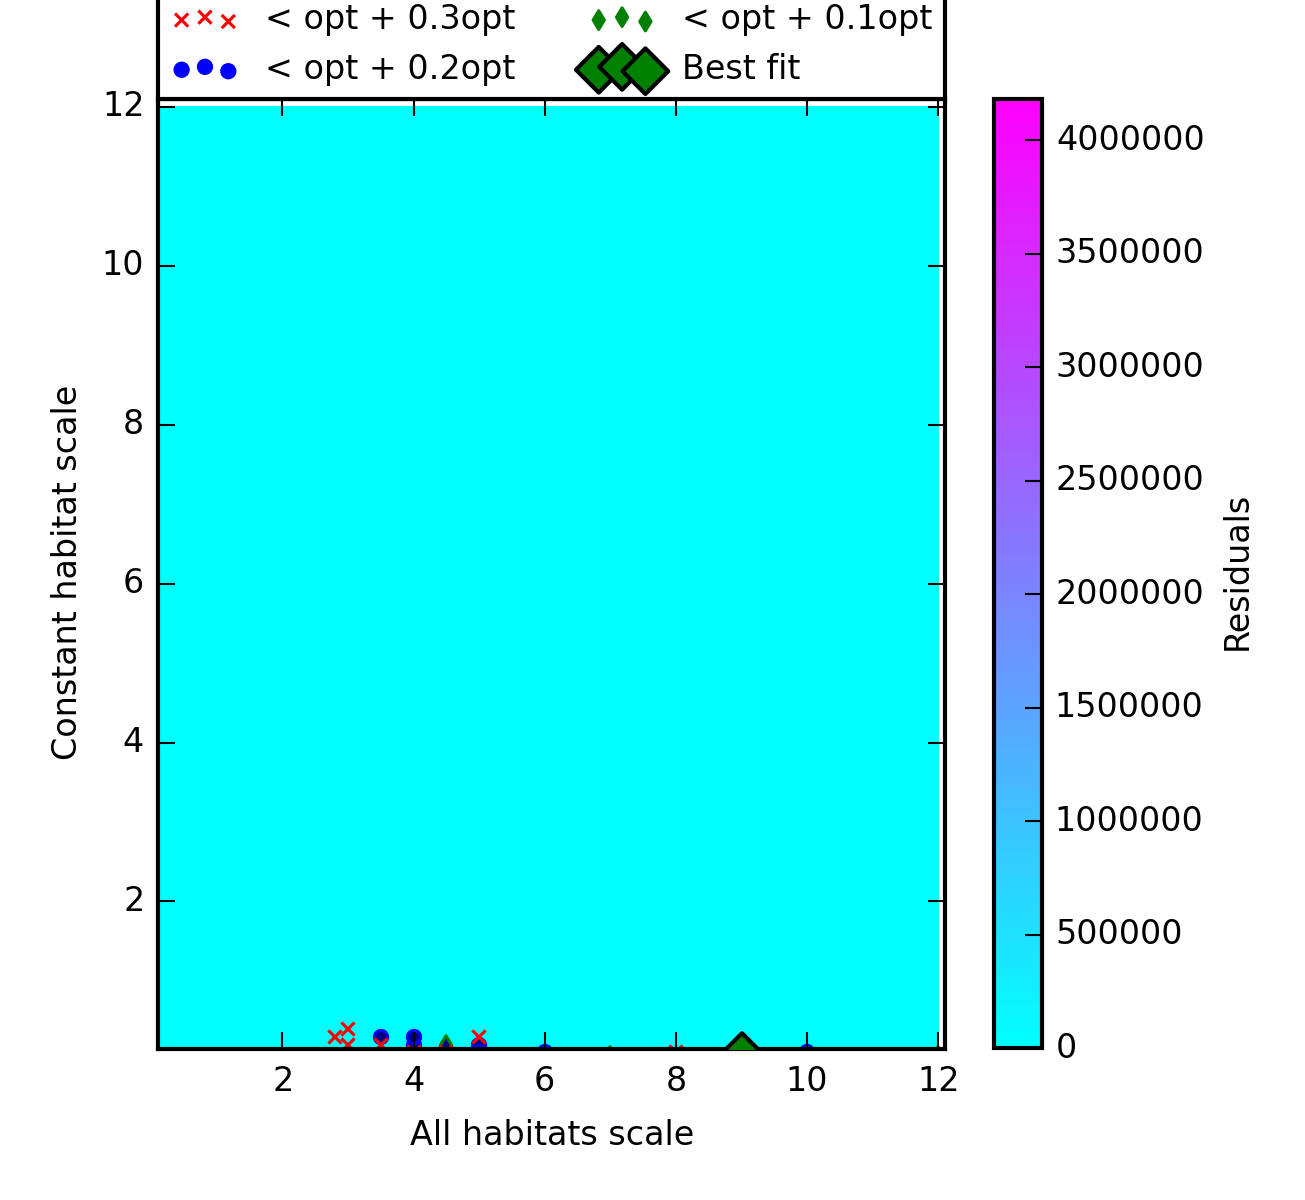 < opt + 0.3opt
< opt + 0.1opt
< opt + 0.2opt
Best fit
12
10
8
6
4
2
Constant habitat scale
2 4 6 8 10 12
All habitats scale
4000000
3500000
3000000
2500000
2000000
1500000
1000000
500000
0
Residuals